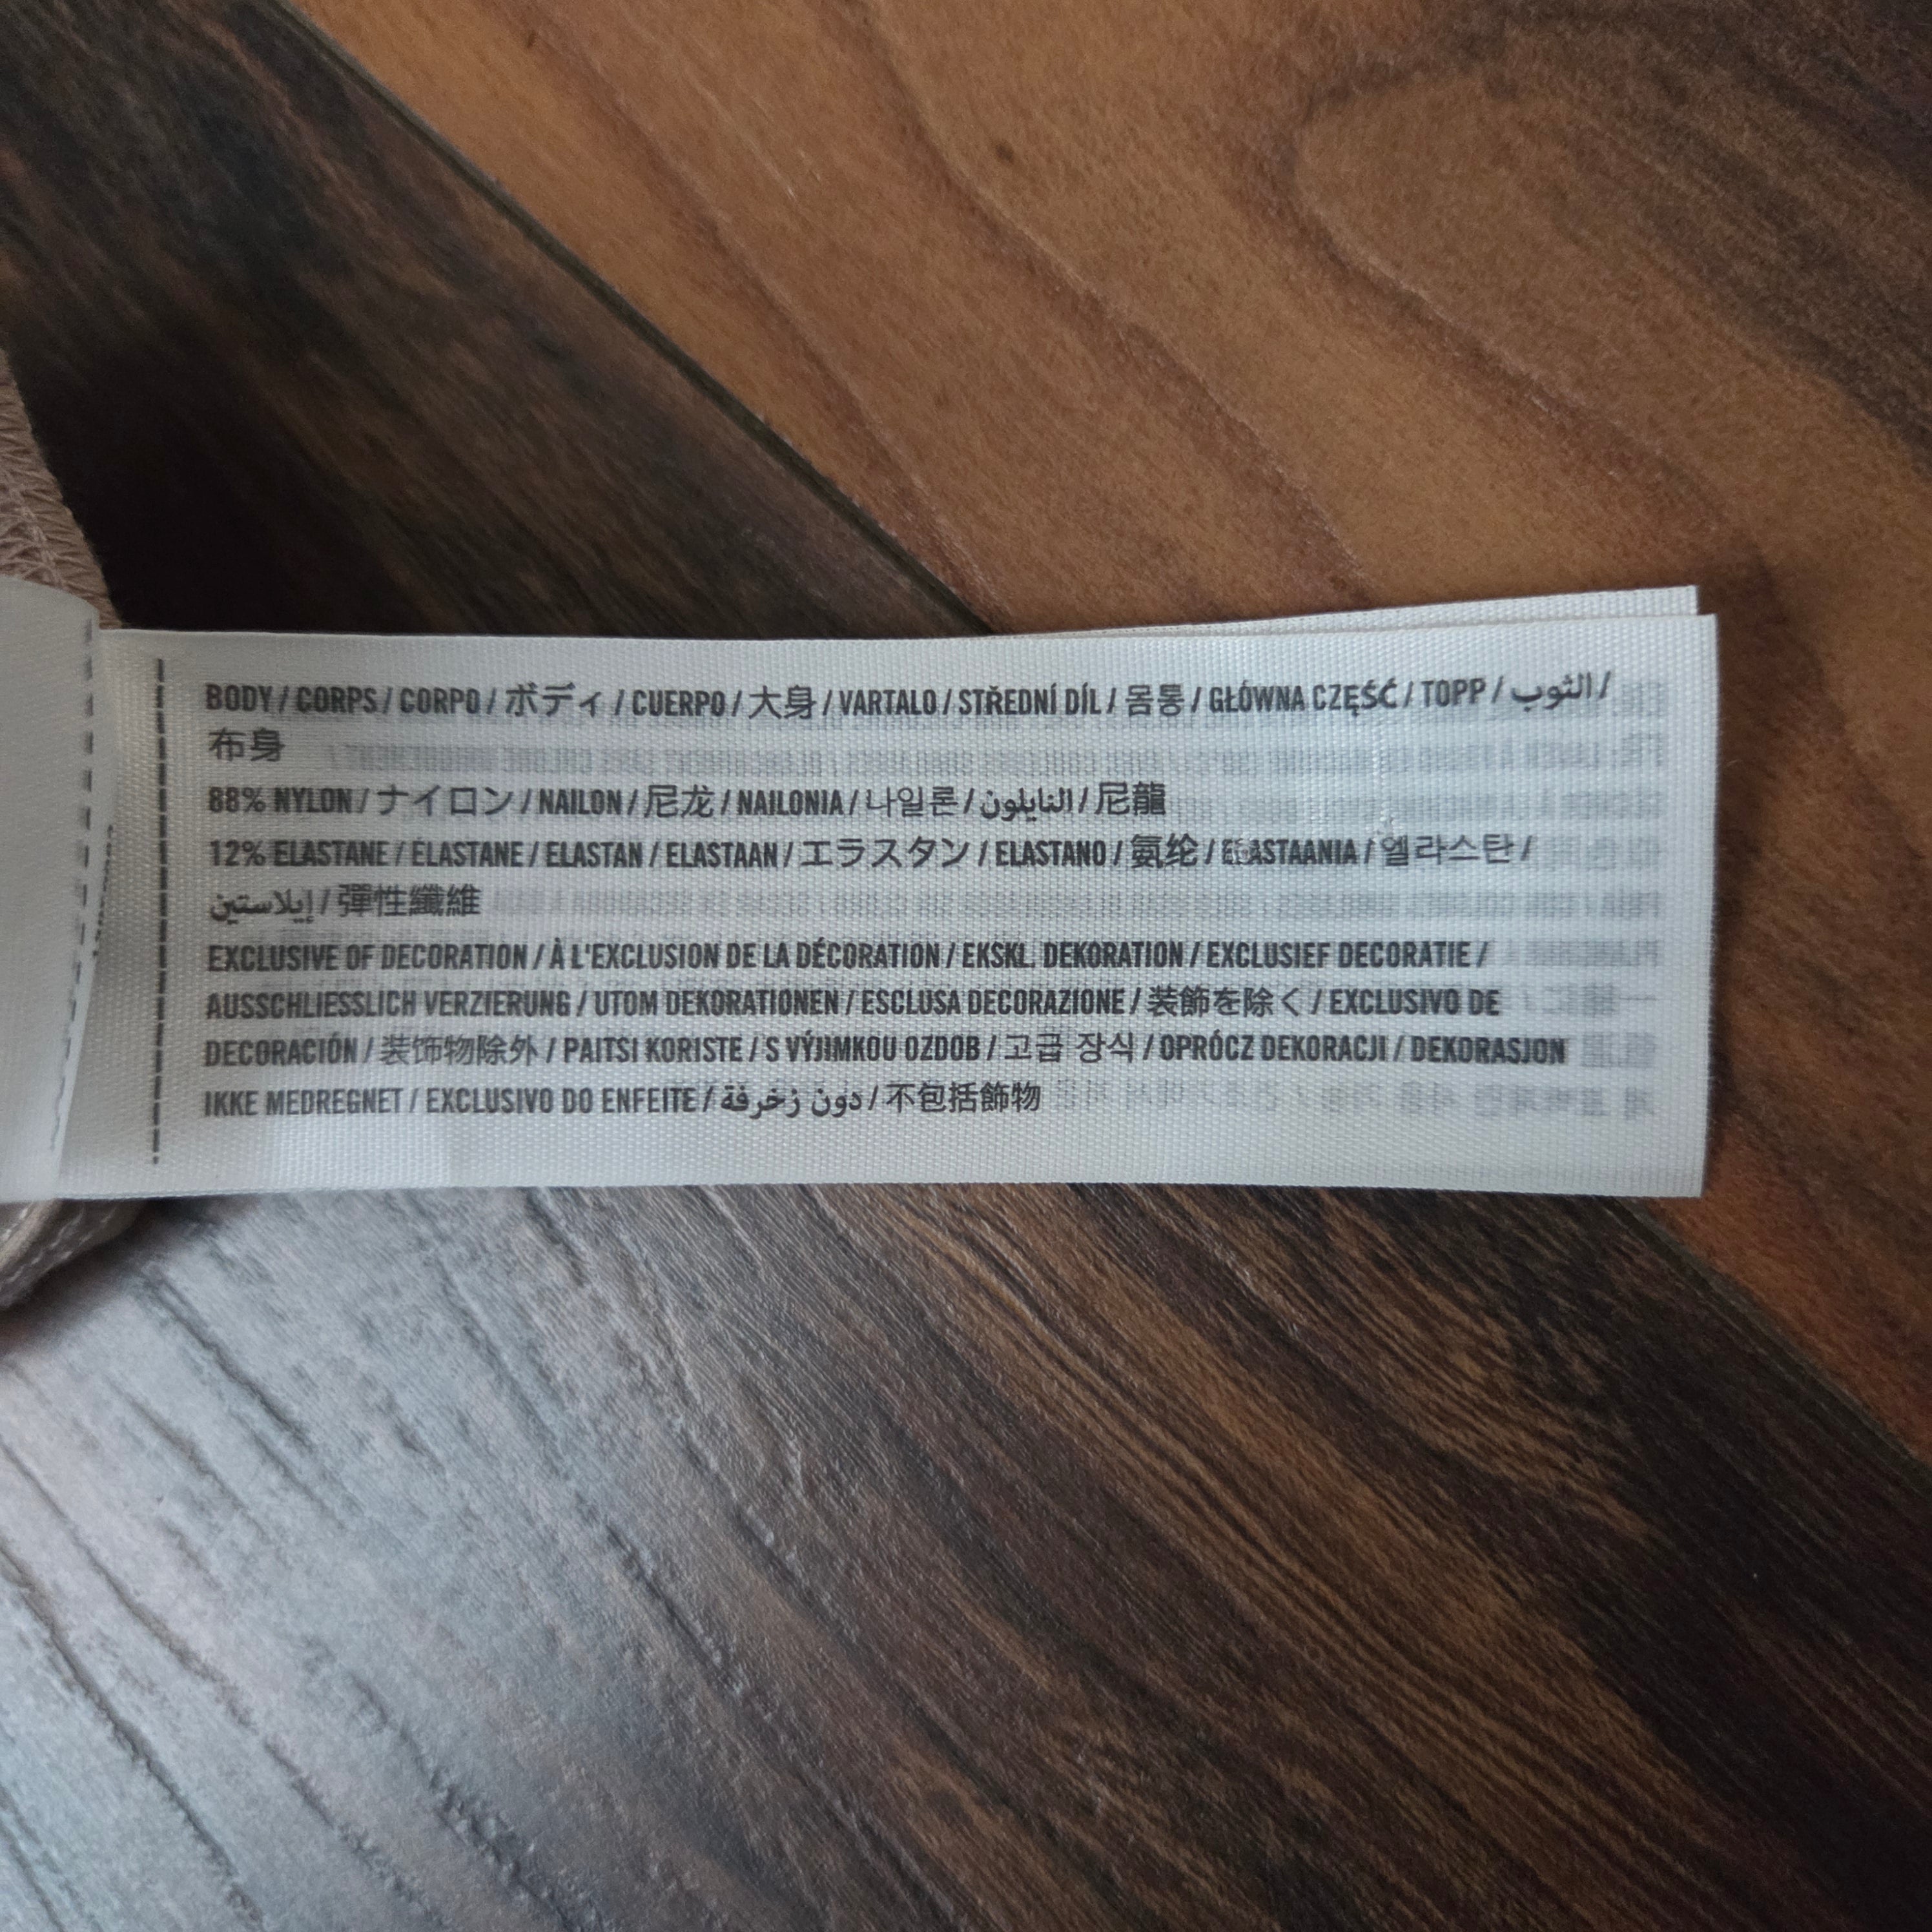 BODY / CORPS / CORPO / ボディ / CUERPO / 大身 / VARTALO / STŘEDNÍ DÍL / 몸통 / GŁÓWNA CZĘŚĆ / TOPP / الثوب /
布身
88% NYLON / ナイロン / NAILON / 尼龙 / NAILONIA / 나일론 / النايلون / 尼龍
12% ELASTANE / ÉLASTANE / ELASTAN / ELASTAAN / エラスタン / ELASTANO / 氨纶 / ELASTAANIA / 엘라스탄 /
إيلاستين / 彈性纖維
EXCLUSIVE OF DECORATION / À L'EXCLUSION DE LA DÉCORATION / EKSKL. DEKORATION / EXCLUSIEF DECORATIE /
AUSSCHLIESSLICH VERZIERUNG / UTOM DEKORATIONEN / ESCLUSA DECORAZIONE / 装飾を除く / EXCLUSIVO DE
DECORACIÓN / 装饰物除外 / PAITSI KORISTE / S VÝJIMKOU OZDOB / 고급 장식 / OPRÓCZ DEKORACJI / DEKORASJON
IKKE MEDREGNET / EXCLUSIVO DO ENFEITE / دون زخرفة / 不包括飾物